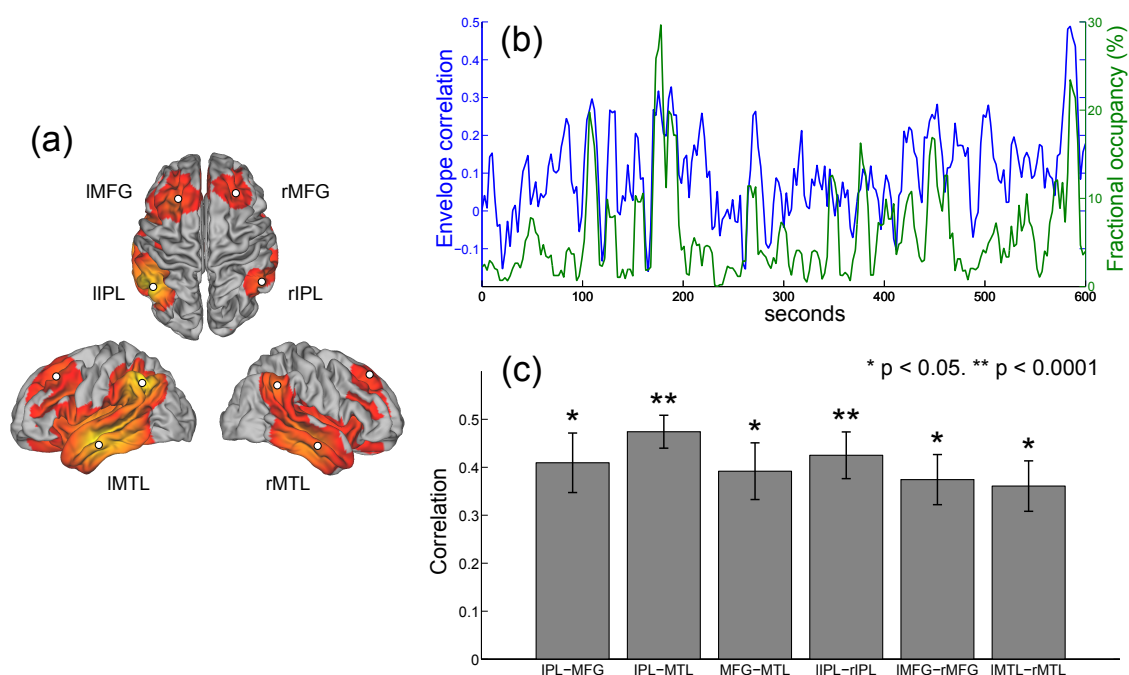 (a)
lMFG
rMFG
lIPL
rIPL
lMTL
rMTL
(b)
Envelope correlation
0.5
0.4
0.3
0.2
0.1
0
−0.1
30
20
10
0
Fractional occupancy (%)
0 100 200 300 400 500 600
seconds
(c)
* p < 0.05. ** p < 0.0001
Correlation
0.5
0.4
0.3
0.2
0.1
0
* ** * ** * *
IPL−MFG IPL−MTL MFG−MTL lIPL−rIPL lMFG−rMFG lMTL−rMTL